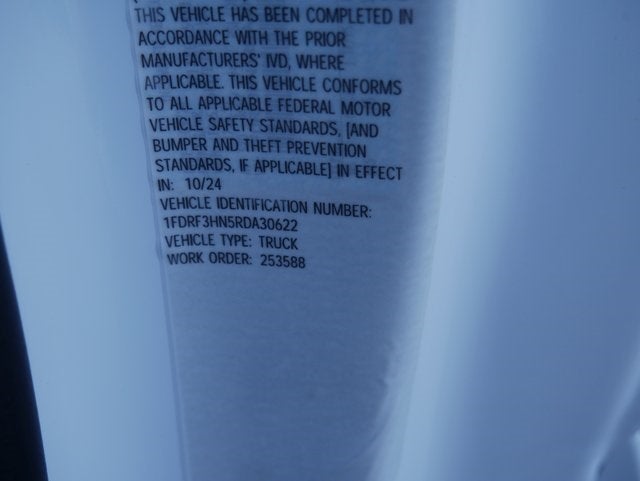 THIS VEHICLE HAS BEEN COMPLETED IN
ACCORDANCE WITH THE PRIOR
MANUFACTURERS' IVD, WHERE
APPLICABLE. THIS VEHICLE CONFORMS
TO ALL APPLICABLE FEDERAL MOTOR
VEHICLE SAFETY STANDARDS, [AND
BUMPER AND THEFT PREVENTION
STANDARDS, IF APPLICABLE] IN EFFECT
IN: 10/24
VEHICLE IDENTIFICATION NUMBER:
1FDRF3HN5RDA30622
VEHICLE TYPE: TRUCK
WORK ORDER: 253588